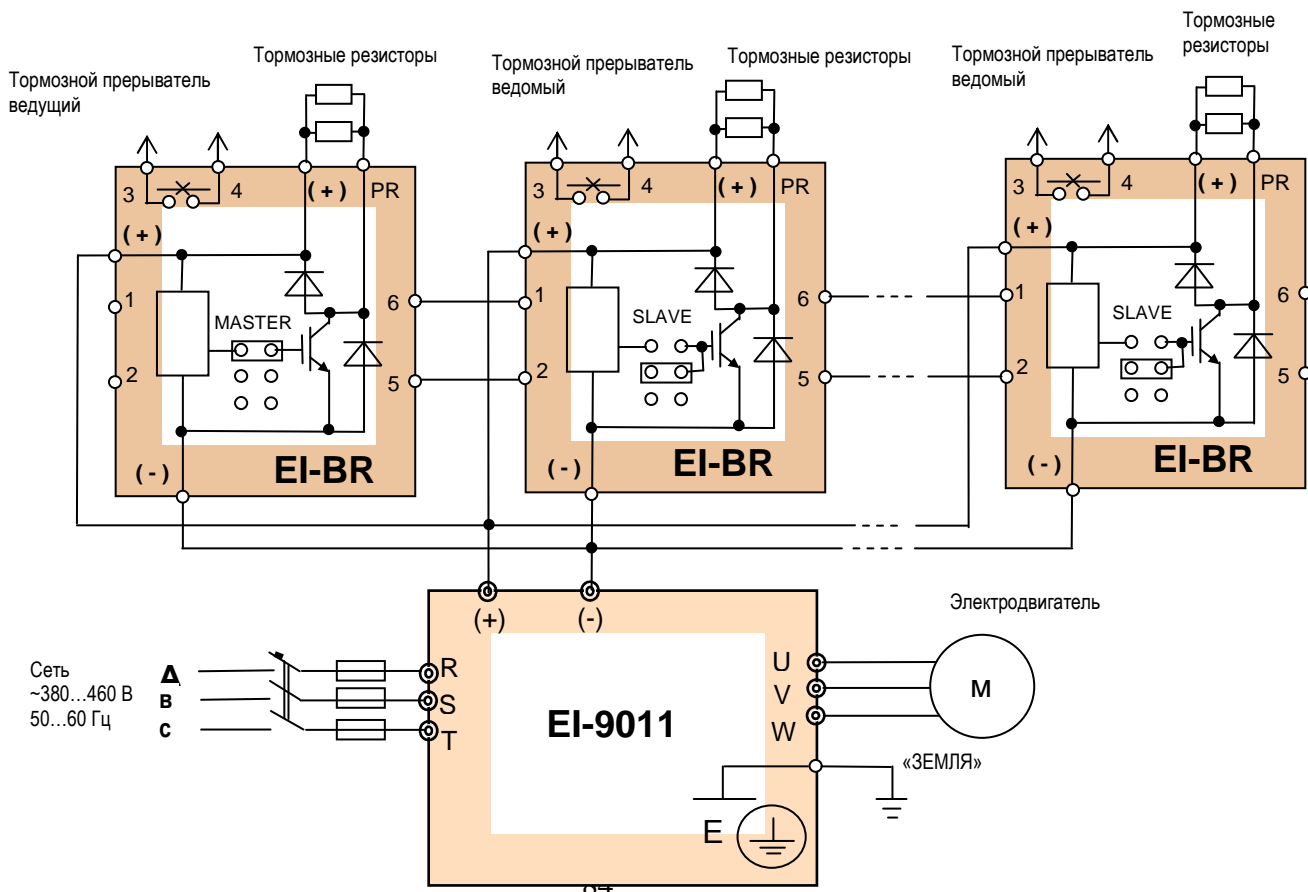 Тормозной прерыватель
ведущий
Тормозные резисторы
Тормозной прерыватель
ведомый
Тормозные резисторы
Тормозной прерыватель
ведомый
Тормозные
резисторы
3
4
(+)
PR
(+)
1
2
MASTER
6
5
(-)
EI-BR
3
4
(+)
PR
(+)
1
2
SLAVE
6
5
(-)
EI-BR
3
4
(+)
PR
(+)
1
2
SLAVE
6
5
(-)
EI-BR
(+)
(-)
Сеть
~380...460 В
50...60 Гц
В
С
R
S
T
EI-9011
U
V
W
E
Электродвигатель
М
«ЗЕМЛЯ»